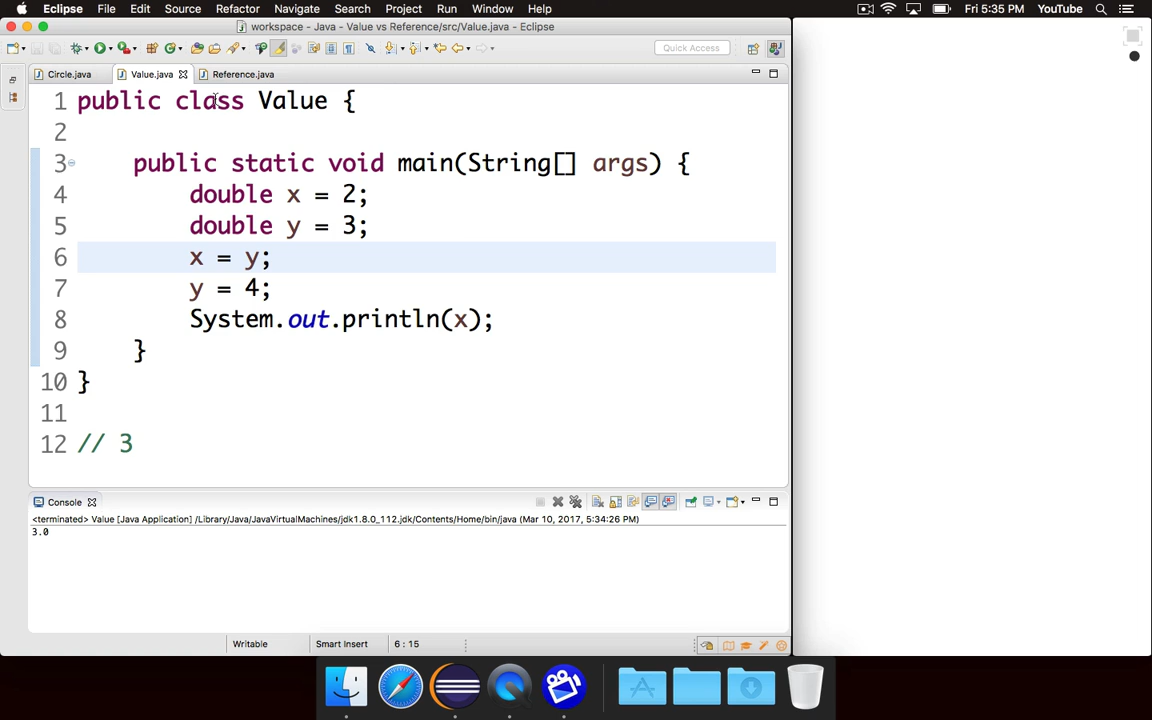 Eclipse File Edit Source Refactor Navigate Search Project Run Window Help Fri 5:35 PM YouTube
workspace - Java - Value vs Reference/src/Value.java - Eclipse
Quick Access
Circle.java Value.java Reference.java
1 public class Value {
2
3 public static void main(String[] args) {
4 double x = 2;
5 double y = 3;
6 x = y;
7 y = 4;
8 System.out.println(x);
9 }
10 }
11
12 // 3
Console
<terminated> Value [Java Application] /Library/Java/JavaVirtualMachines/jdk1.8.0_112.jdk/Contents/Home/bin/java (Mar 10, 2017, 5:34:26 PM)
3.0
Writable Smart Insert 6 : 15